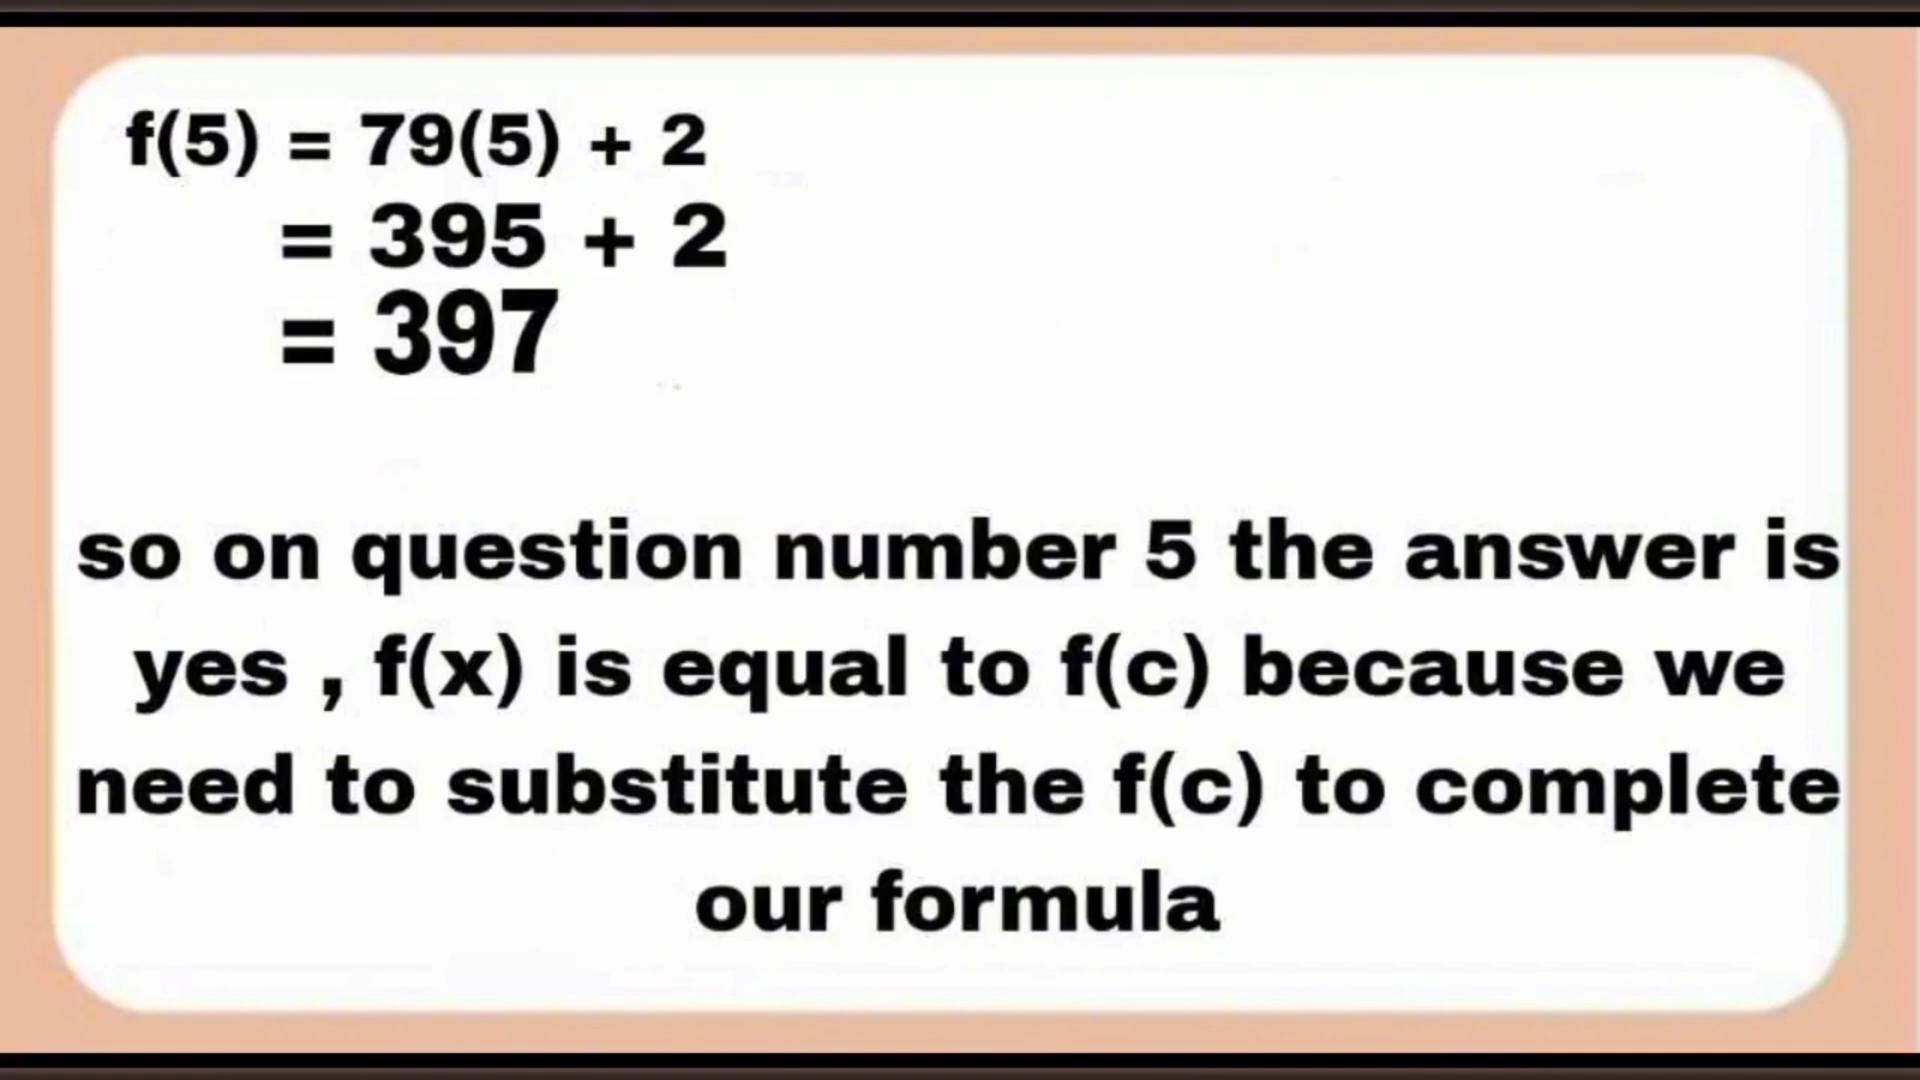 f(5) = 79(5) + 2
= 395 + 2
= 397
so on question number 5 the answer is
yes , f(x) is equal to f(c) because we
need to substitute the f(c) to complete
our formula